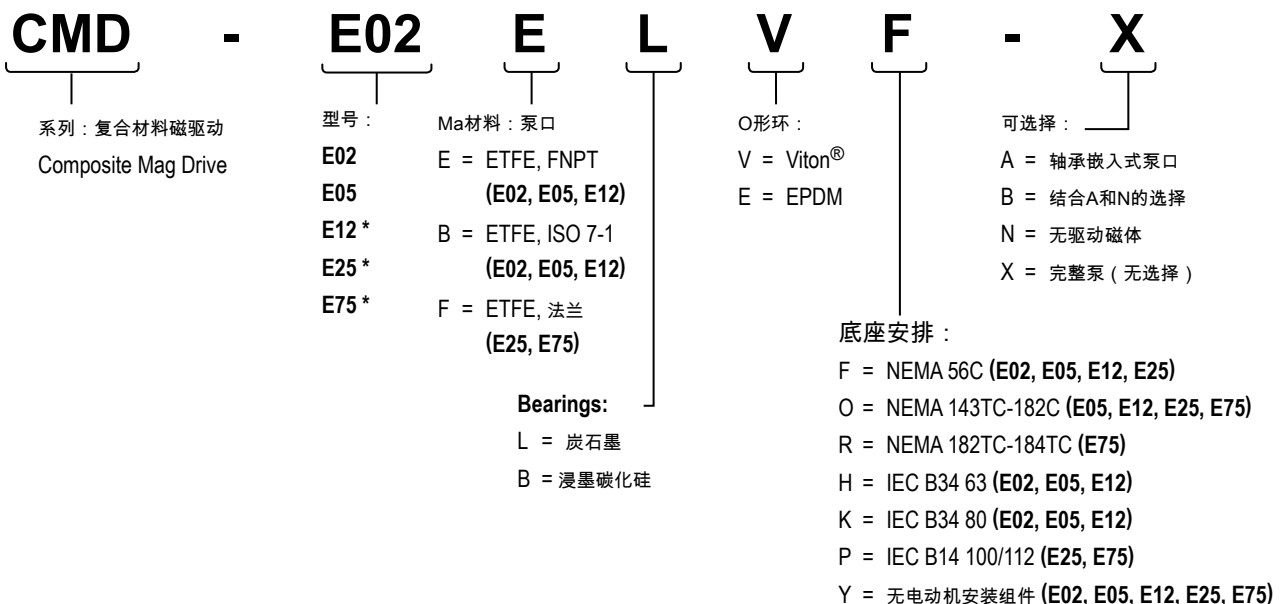 CMD - E02 E L V F - X
系列：复合材料磁驱动
Composite Mag Drive
型号：
E02
E05
E12 *
E25 *
E75 *
Ma材料：泵口
E = ETFE, FNPT
(E02, E05, E12)
B = ETFE, ISO 7-1
(E02, E05, E12)
F = ETFE, 法兰
(E25, E75)
Bearings:
L = 炭石墨
B = 浸墨碳化硅
O形环：
V = Viton®
E = EPDM
可选择：
A = 轴承嵌入式泵口
B = 结合A和N的选择
N = 无驱动磁体
X = 完整泵（无选择）
底座安排：
F = NEMA 56C (E02, E05, E12, E25)
O = NEMA 143TC-182C (E05, E12, E25, E75)
R = NEMA 182TC-184TC (E75)
H = IEC B34 63 (E02, E05, E12)
K = IEC B34 80 (E02, E05, E12)
P = IEC B14 100/112 (E25, E75)
Y = 无电动机安装组件 (E02, E05, E12, E25, E75)